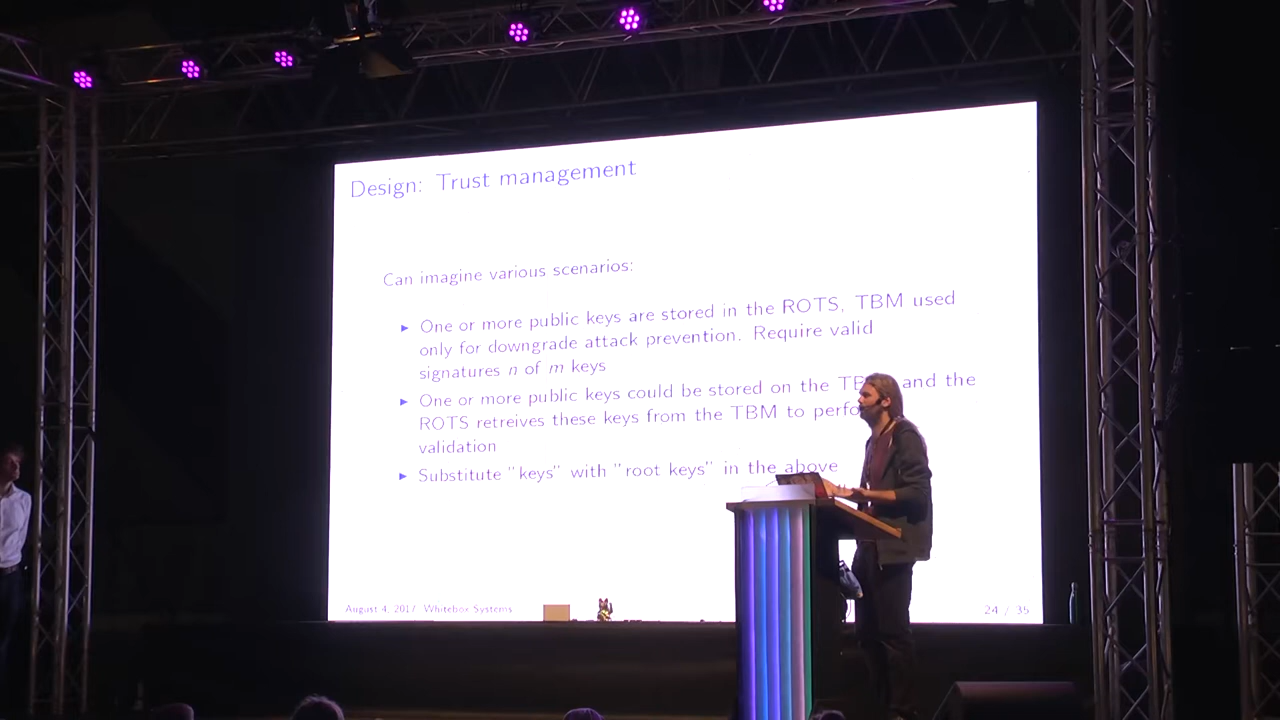 Design: Trust management
Can imagine various scenarios:
▸ One or more public keys are stored in the ROTS, TBM used
only for downgrade attack prevention. Require valid
signatures n of m keys
▸ One or more public keys could be stored on the and the
ROTS retreives these keys from the TBM to
validation
▸ Substitute "keys" with "root keys" in the above
August 4, 2017 Whitebox Systems
24 / 35